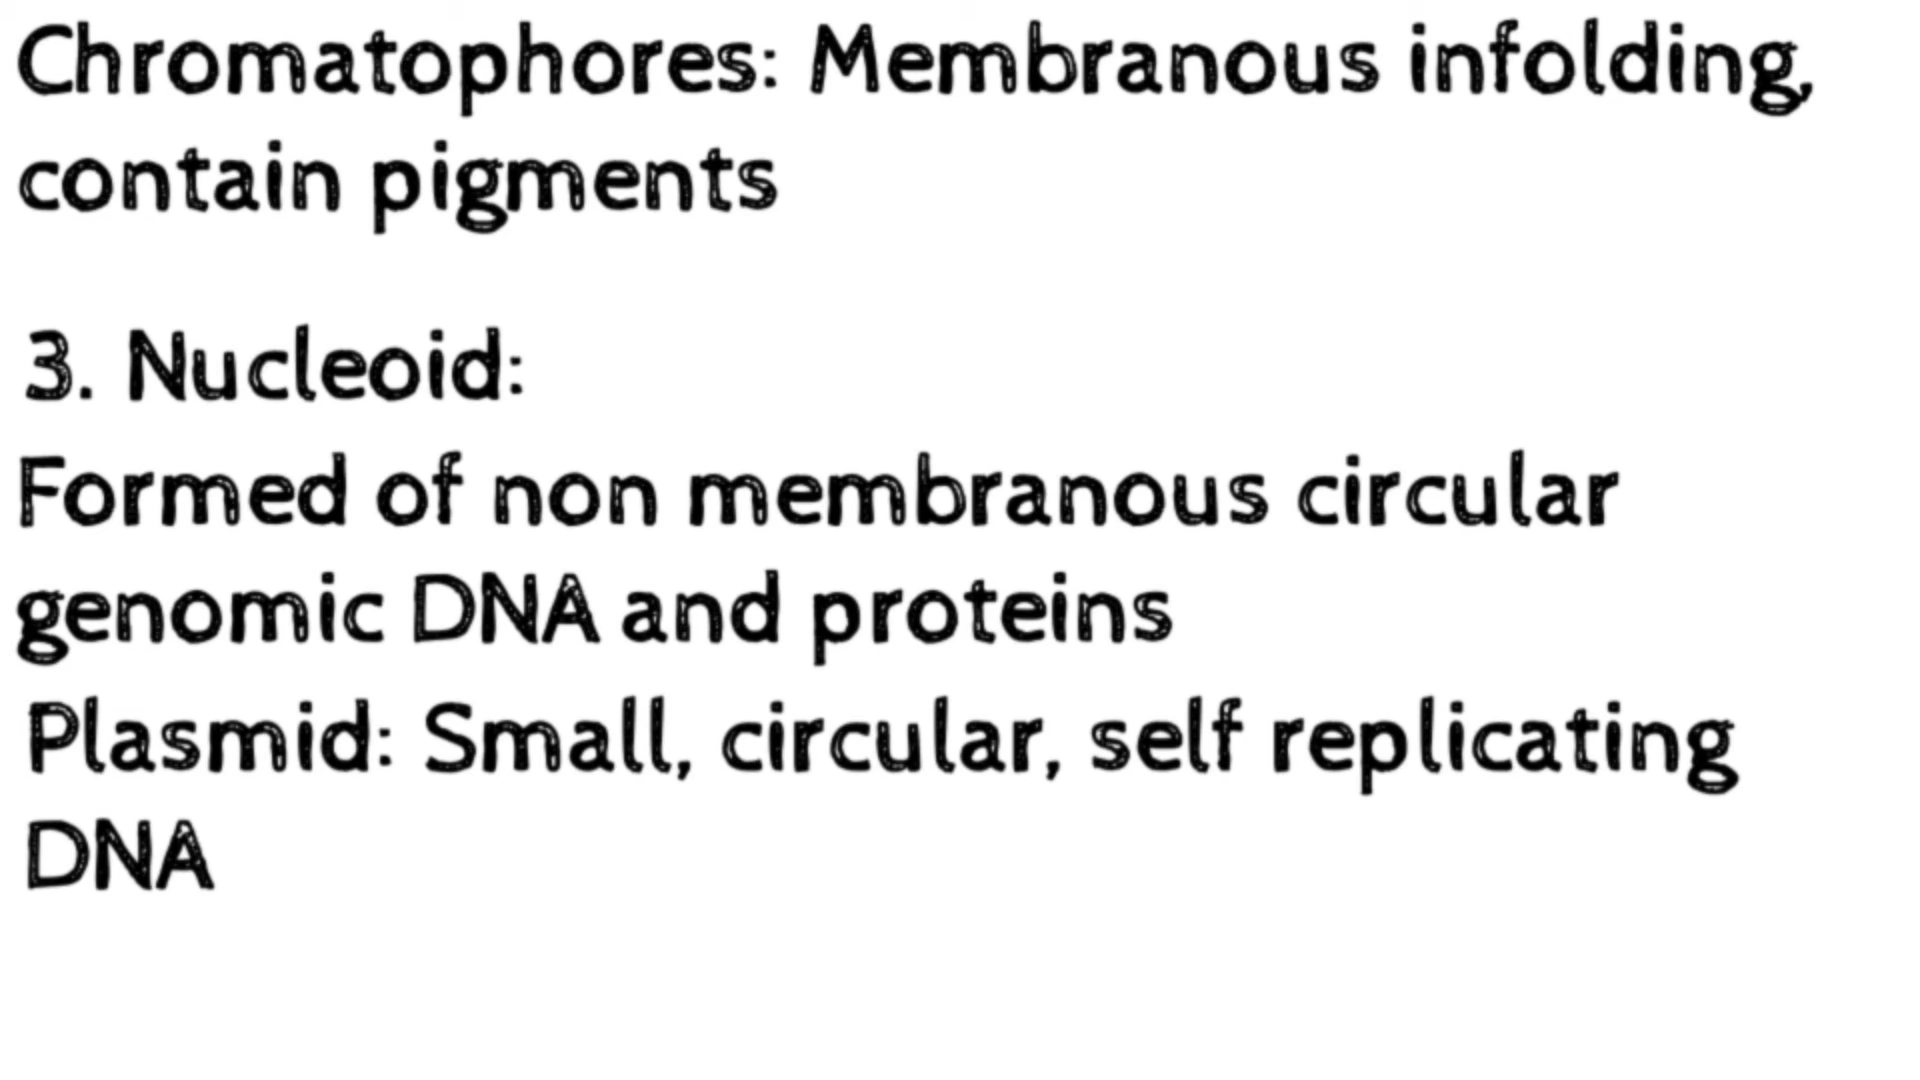 Chromatophores: Membranous infolding,
contain pigments
3. Nucleoid:
Formed of non membranous circular
genomic DNA and proteins
Plasmid: Small, circular, self replicating
DNA